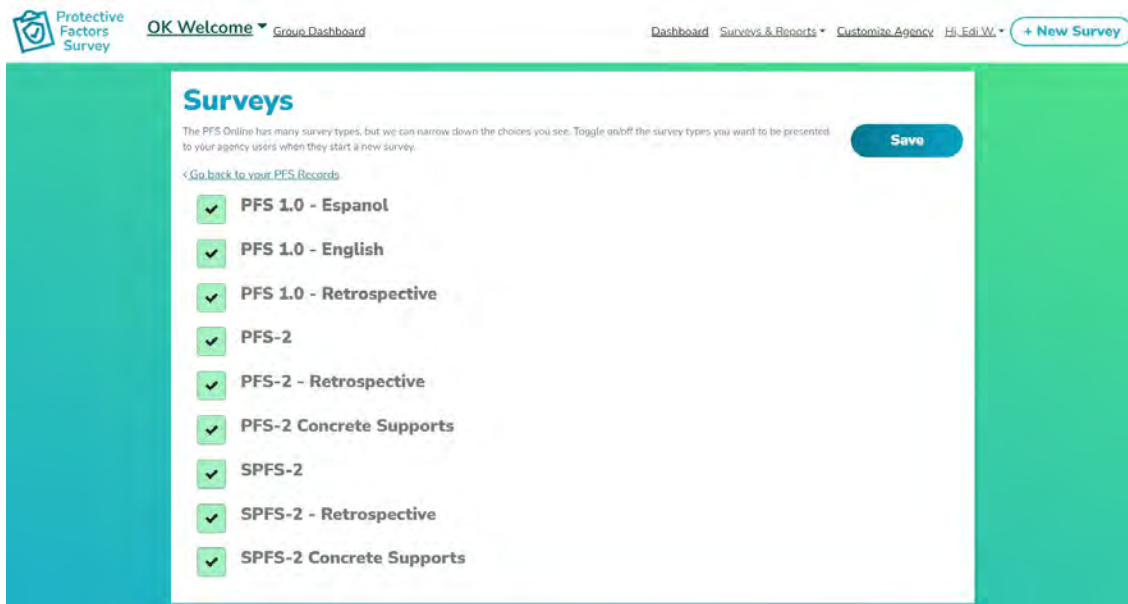 Protective
Factors
Survey
OK Welcome
Group Dashboard
Dashboard
Surveys & Reports
Customize Agency
Hi, Edi W.
+ New Survey
Surveys
The PFS Online has many survey types, but we can narrow down the choices you see. Toggle on/off the survey types you want to be presented
to your agency users when they start a new survey.
Save
< Go back to your PFS Records
PFS 1.0 - Espanol
PFS 1.0 - English
PFS 1.0 - Retrospective
PFS-2
PFS-2 - Retrospective
PFS-2 Concrete Supports
SPFS-2
SPFS-2 - Retrospective
SPFS-2 Concrete Supports